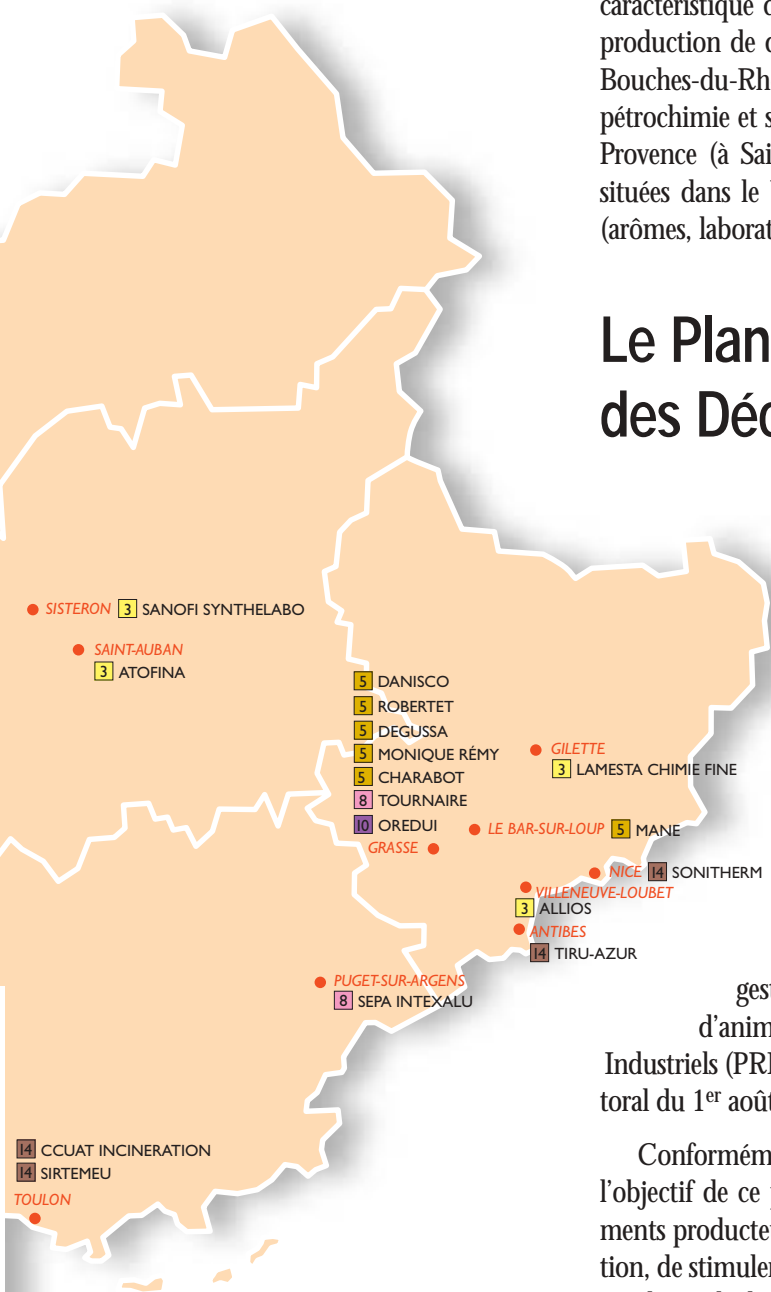 caractéristique
production de
Bouches-du-Rh
pétrochimie et s
Provence (à Sai
situées dans le
(arômes, laborat
Le Plan
des Déc
SISTERON 3 SANOFI SYNTHELABO
SAINT-AUBAN
3 ATOFINA
5 DANISCO
5 ROBERTET
5 DEGUSSA
5 MONIQUE RÉMY
5 CHARABOT
8 TOURNAIRE
10 OREDUI
GRASSE
GILETTE
3 LAMESTA CHIMIE FINE
LE BAR-SUR-LOUP 5 MANE
NICE 14 SONITHERM
VILLENEUVE-LOUBET
3 ALLIOS
ANTIBES
14 TIRU-AZUR
PUGET-SUR-ARGENS
8 SEPA INTEXALU
14 CCUAT INCINERATION
14 SIRTEMEU
TOULON
gest
d'anim
Industriels (PRI
toral du 1er août
Conformém
l'objectif de ce
ments producte
tion, de stimuler